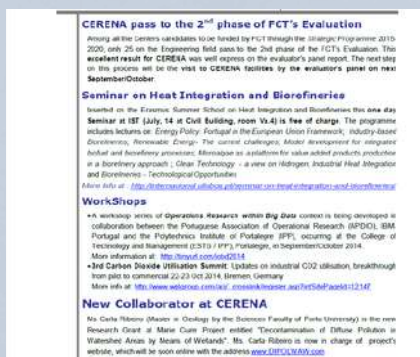 CERENA pass to the 2nd phase of FCT's Evaluation
Among all the Centers candidates to be funded by FCT through the Strategic Programme 2015-
2020, only 25 on the Engineering field pass to the 2nd phase of the FCT's Evaluation. This
excellent result for CERENA was well express on the evaluator's panel report. The next step
on this process will be the visit to CERENA facilities by the evaluator's panel on next
September/October.
Seminar on Heat Integration and Biorefineries
Inserted on the Erasmus Summer School on Heat Integration and Biorefineries this one day
Seminar at IST (July, 14 at Civil Building, room Va.4) is free of charge. The programme
includes lectures on: Energy Policy: Portugal in the European Union Framework; Industry-based
Biorefineries; Renewable Energy- The current challenges; Model development for integrated
biofuel and biorefinery processes; Microalgae as a platform for value added products production
in a biorefinery approach ; Clean Technology - a view on Hidrogen; Industrial Heat Integration
and Biorefineries - Technological Opportunities
More info at :
WorkShops
A workshop series of Operations Research within Big Data context is being developed in
collaboration between the Portuguese Association of Operational Research (APDIO), IBM
Portugal and the Polytechnics Institute of Portalegre (IPP), occurring at the College of
Technology and Management (ESTG / IPP), Portalegre, in September/October 2014.
More information at: http://tinyurl.com/iobd2014
3rd Carbon Dioxide Utilisation Summit: Updates on industrial CO2 utilisation, breakthrough
from pilot to commercial 22-23 Oct 2014, Bremen, Germany
More info at:
New Collaborator at CERENA
Ms Carla Ribeiro (Master in Geology by the Sciences Faculty of Porto University) is the new
Research Grant at Marie Curie Project entitled "Decontamination of Diffuse Pollution in
Watershed Areas by Means of Wetlands". Ms. Carla Ribeiro is now in charge of project's
website, which will be soon online with the address www.DIPOLWAW.com